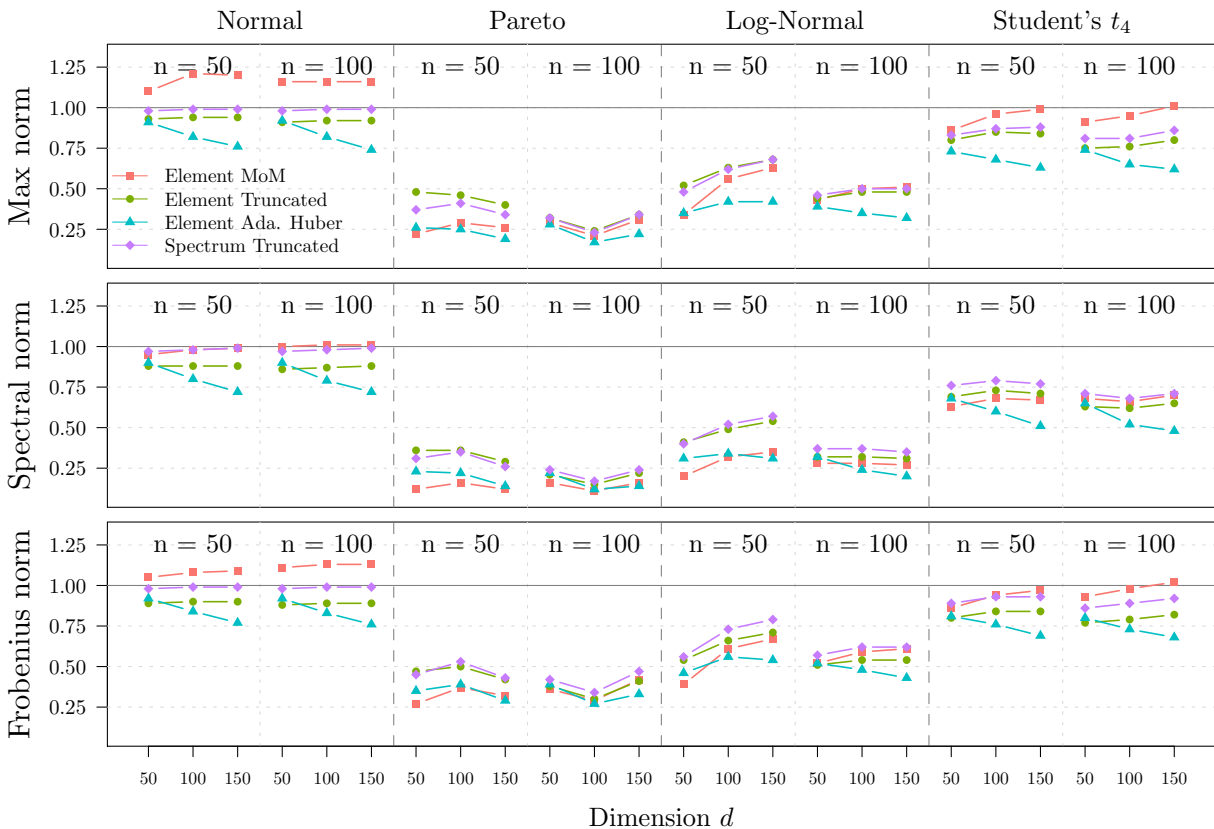 Normal Pareto Log-Normal Student's t₄
Max norm
1.25
1.00
0.75
0.50
0.25
n = 50 n = 100 n = 50 n = 100 n = 50 n = 100 n = 50 n = 100
Element MoM
Element Truncated
Element Ada. Huber
Spectrum Truncated
Spectral norm
1.25
1.00
0.75
0.50
0.25
n = 50 n = 100 n = 50 n = 100 n = 50 n = 100 n = 50 n = 100
Frobenius norm
1.25
1.00
0.75
0.50
0.25
n = 50 n = 100 n = 50 n = 100 n = 50 n = 100 n = 50 n = 100
50 100 150 50 100 150 50 100 150 50 100 150 50 100 150 50 100 150 50 100 150 50 100 150
Dimension d